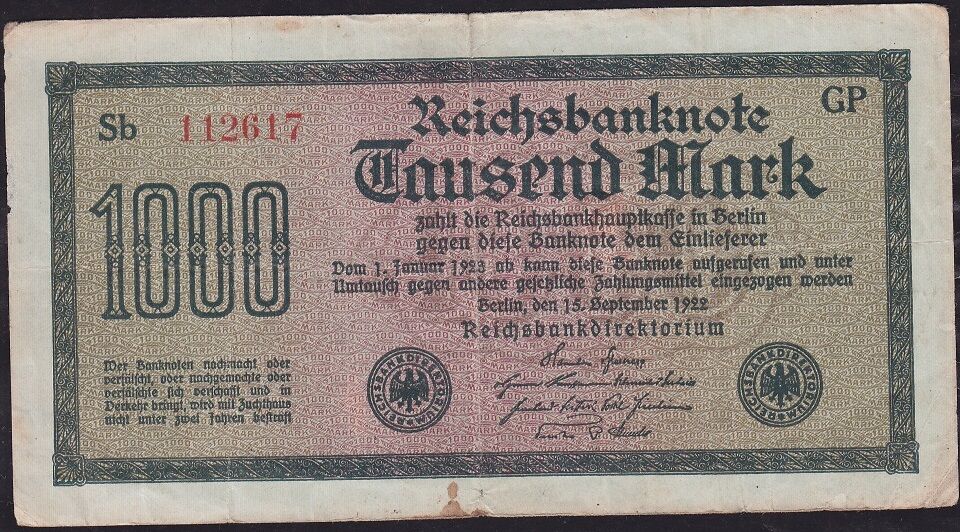 Sb 112617
GP
Reichsbanknote
Tausend Mark
1000
zahlt die Reichsbankhauptkasse in Berlin
gegen diese Banknote dem Einlieferer
Vom 1. Januar 1923 ab kann diese Banknote aufgerufen und unter
Umtausch gegen andere gesetzliche Zahlungsmittel eingezogen werden
Berlin, den 15. September 1922
Reichsbankdirektorium
Wer Banknoten nachmacht oder
verfälscht, oder nachgemachte oder
verfälschte sich verschafft und in
Verkehr bringt, wird mit Zuchthaus
nicht unter zwei Jahren bestraft
REICHSBANKDIREKTORIUM
REICHSBANKDIREKTORIUM